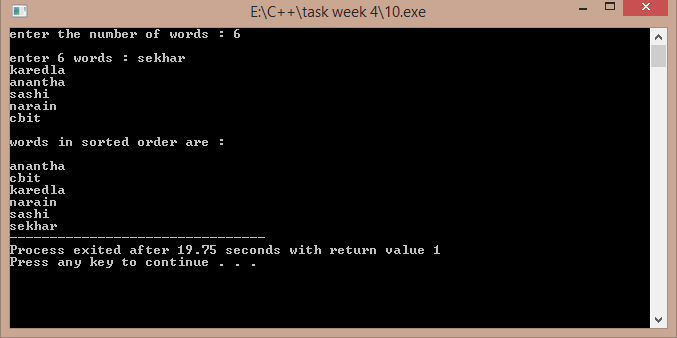 E:\C++\task week 4\10.exe
enter the number of words : 6
enter 6 words : sekhar
karedla
anantha
sashi
narain
cbit
words in sorted order are :
anantha
cbit
karedla
narain
sashi
sekhar
--------------------------------
Process exited after 19.75 seconds with return value 1
Press any key to continue . . .